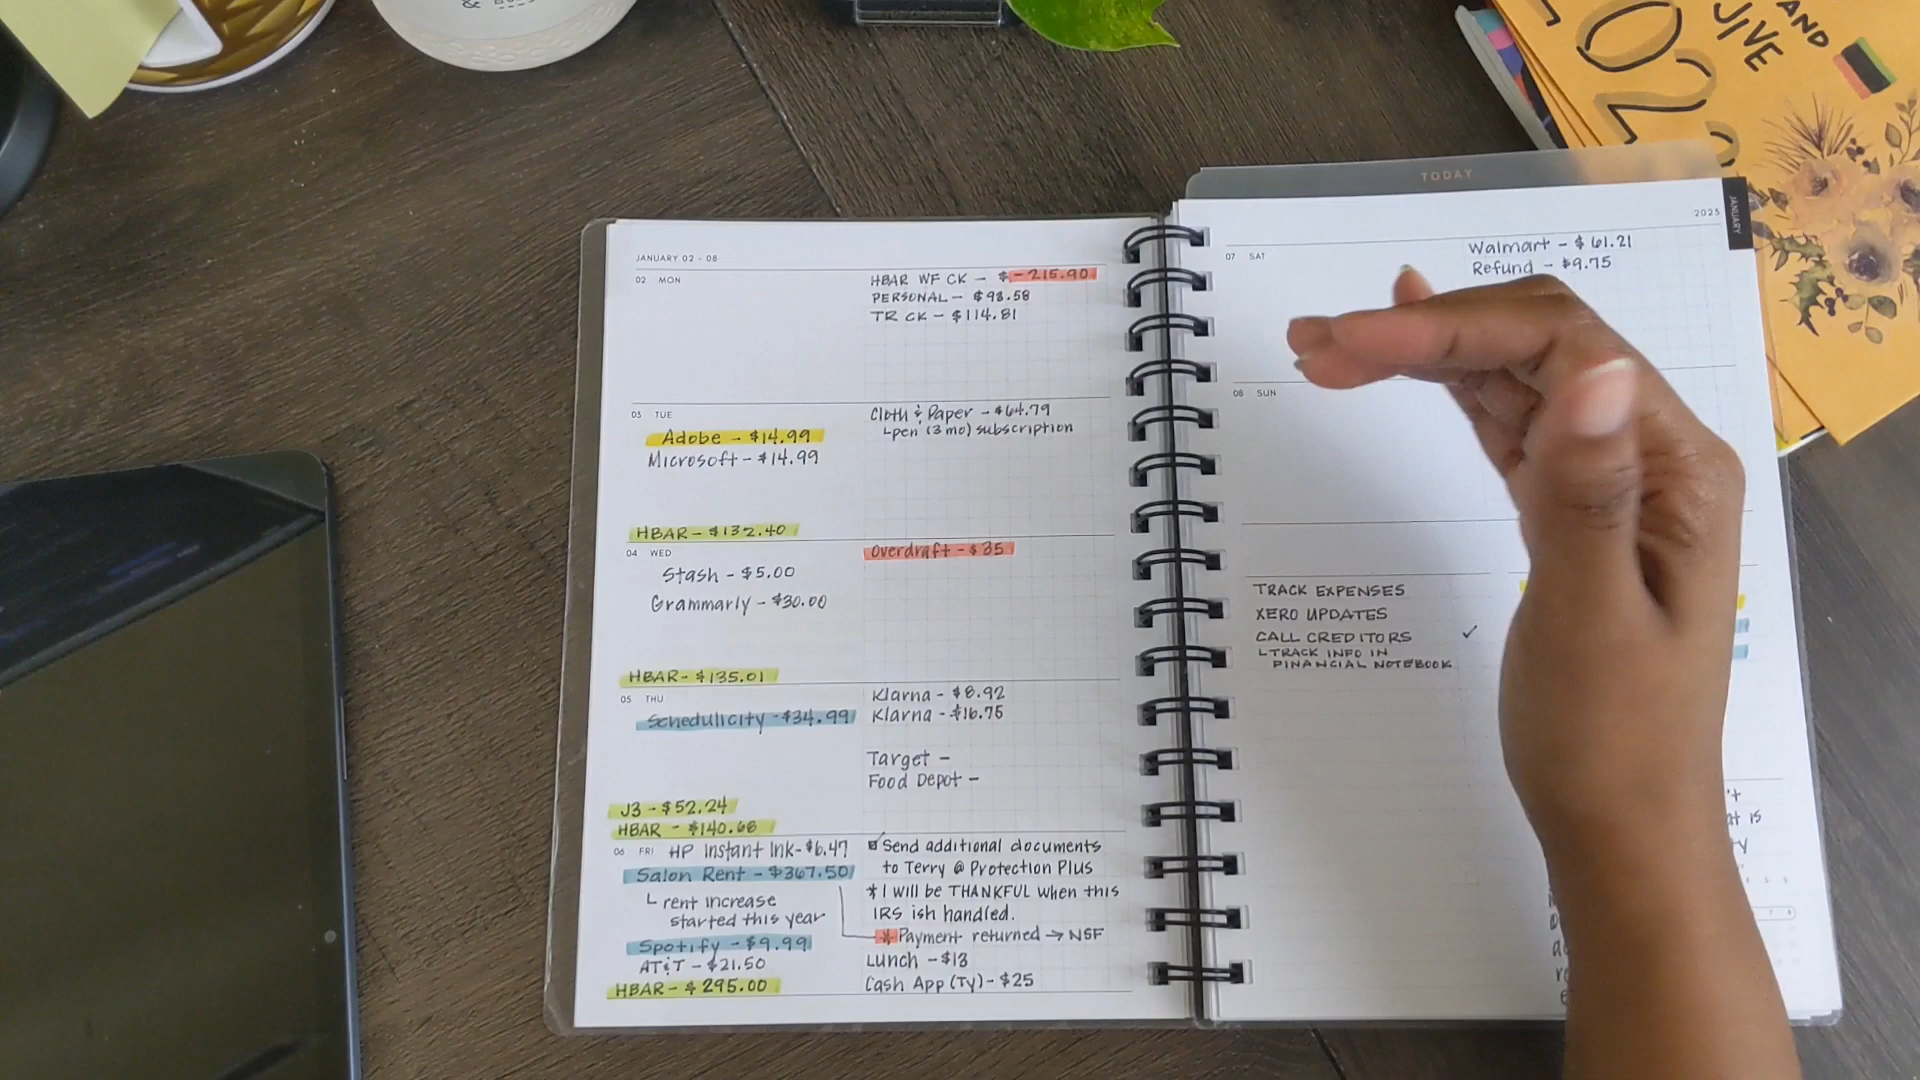 &
JANUARY 02 - 08
02 MON
HBAR WF CK - $-215.90
PERSONAL - $98.58
TR CK - $114.81
03 TUE
Adobe - $14.99
Microsoft - $14.99
HBAR - $132.40
Cloth & Paper - $64.79
└pen (3 mo) subscription
04 WED
Stash - $5.00
Grammarly - $30.00
HBAR - $135.01
Overdraft - $35
05 THU
Schedulicity - $34.99
J3 - $52.24
HBAR - $140.68
Klarna - $8.92
Klarna - $16.75
Target -
Food Depot -
06 FRI HP Instant Ink - $6.47
Salon Rent - $367.50
└ rent increase
started this year
Spotify - $9.99
AT&T - $21.50
HBAR - $295.00
Send additional documents
to Terry @ Protection Plus
* I will be THANKFUL when this
IRS ish handled.
* Payment returned → NSF
Lunch - $13
Cash App (Ty) - $25
TODAY
2023
JANUARY
07 SAT
Walmart - $61.21
Refund - $9.75
08 SUN
TRACK EXPENSES
XERO UPDATES
CALL CREDITORS ✓
└TRACK INFO IN
FINANCIAL NOTEBOOK
AND
JIVE